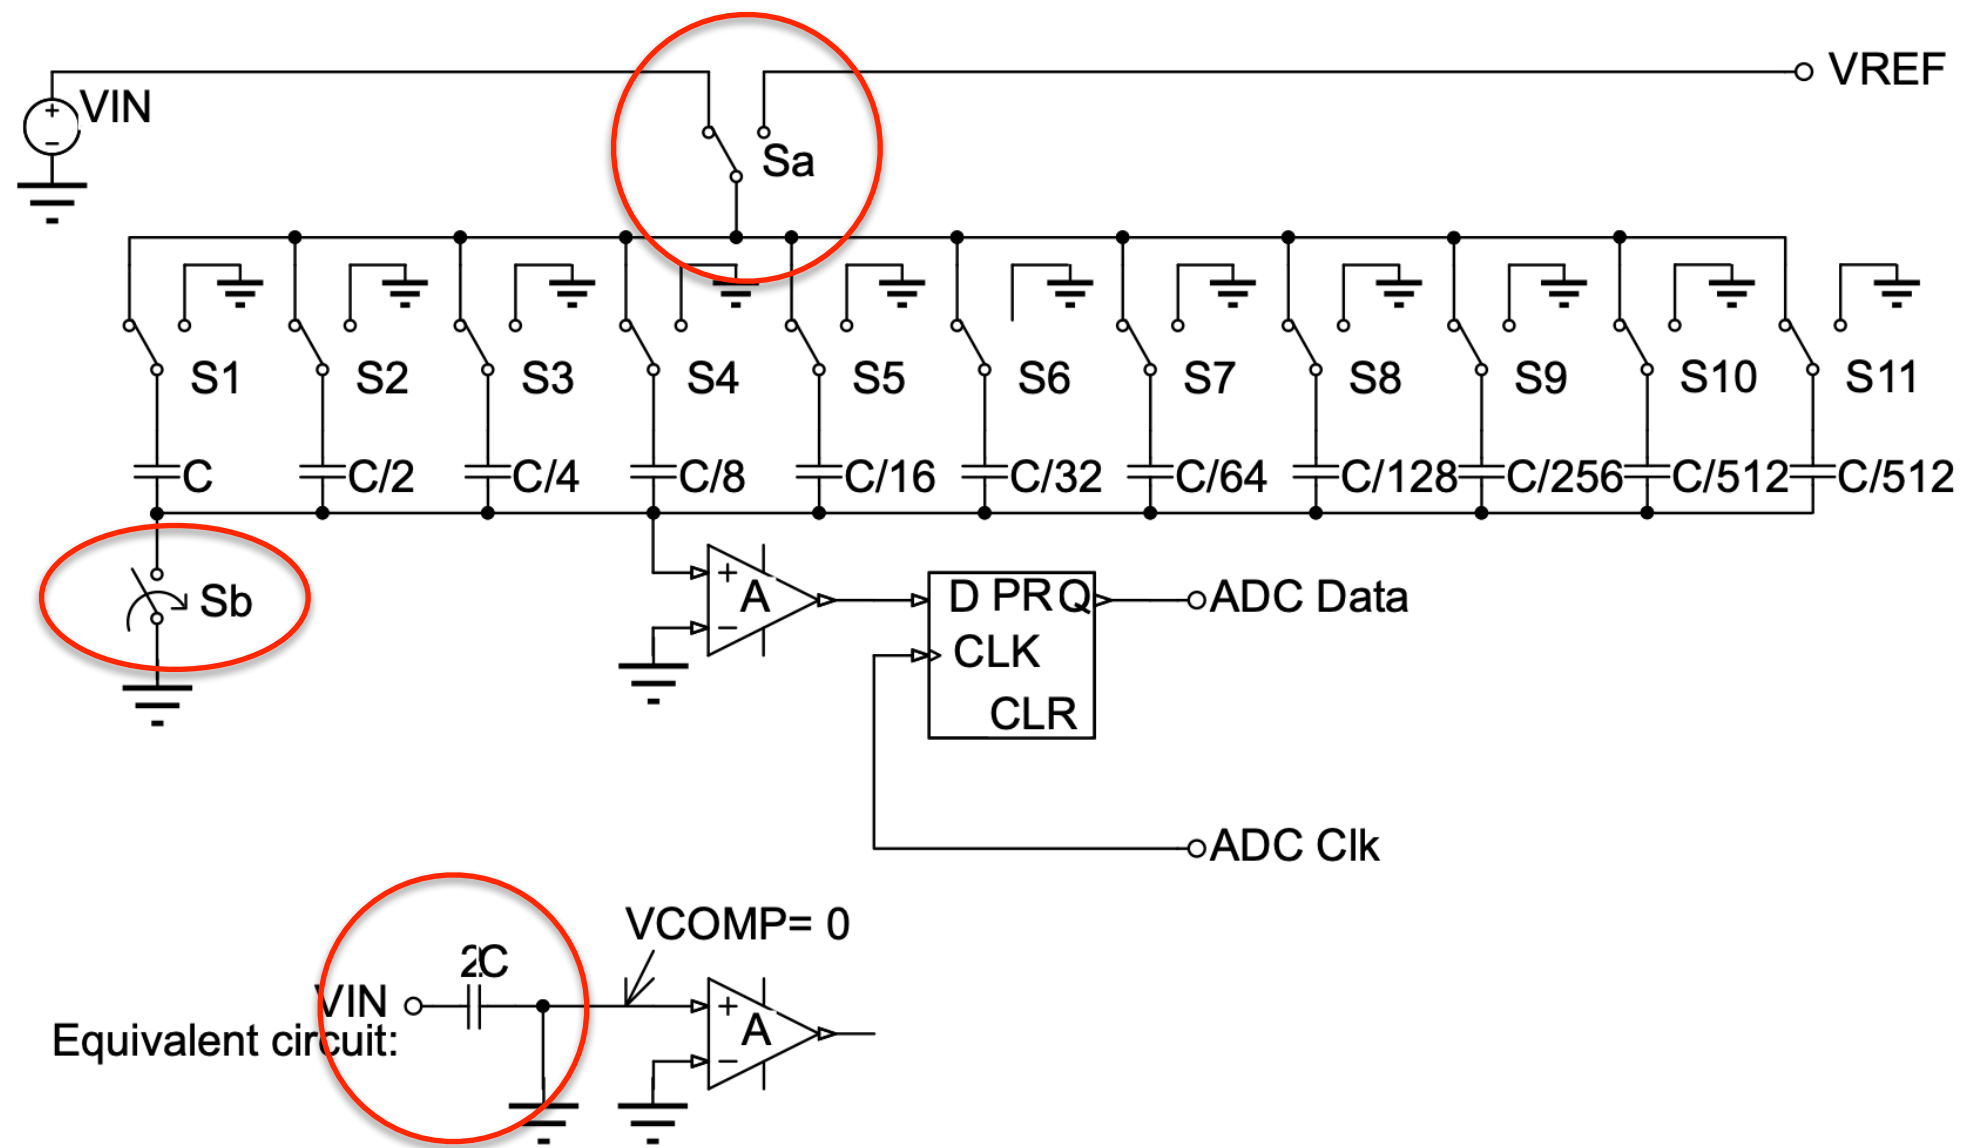 VREF
VIN
+
−
Sa
S1 S2 S3 S4 S5 S6 S7 S8 S9 S10 S11
C C/2 C/4 C/8 C/16 C/32 C/64 C/128 C/256 C/512 C/512
Sb
+
A
−
D PR Q
CLK
CLR
ADC Data
ADC Clk
VCOMP= 0
2C
VIN
+
A
−
Equivalent circuit: